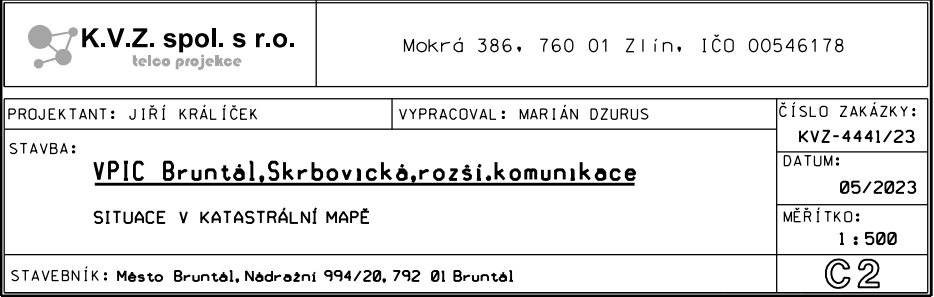 K.V.Z. spol. s r.o.
telco projekce
Mokrá 386, 760 01 Zlín, IČO 00546178
PROJEKTANT: JIŘÍ KRÁLÍČEK
VYPRACOVAL: MARIÁN DZURUS
ČÍSLO ZAKÁZKY:
KVZ-4441/23
STAVBA:
VPIC Bruntál,Skrbovická,rozší.komunikace
SITUACE V KATASTRÁLNÍ MAPĚ
DATUM:
05/2023
MĚŘÍTKO:
1:500
STAVEBNÍK: Město Bruntál, Nádražní 994/20, 792 01 Bruntál
C2